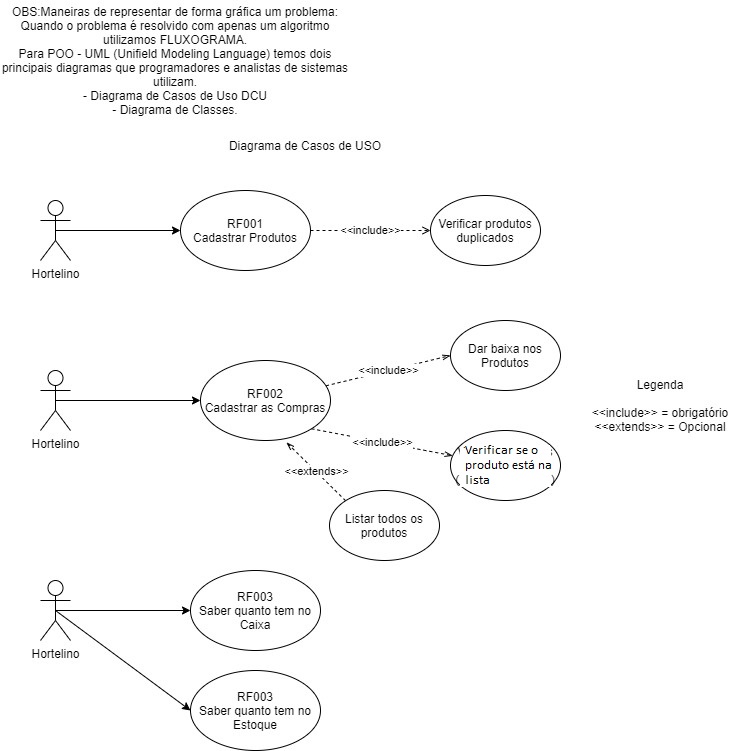 OBS:Maneiras de representar de forma gráfica um problema:
Quando o problema é resolvido com apenas um algoritmo
utilizamos FLUXOGRAMA.
Para POO - UML (Unifield Modeling Language) temos dois
principais diagramas que programadores e analistas de sistemas
utilizam.
- Diagrama de Casos de Uso DCU
- Diagrama de Classes.
Diagrama de Casos de USO
RF001
Cadastrar Produtos
<<include>>
Verificar produtos
duplicados
Hortelino
Dar baixa nos
Produtos
<<include>>
RF002
Cadastrar as Compras
Hortelino
<<include>>
Verificar se o
produto está na
lista
<<extends>>
Listar todos os
produtos
Legenda
<<include>> = obrigatório
<<extends>> = Opcional
RF003
Saber quanto tem no
Caixa
Hortelino
RF003
Saber quanto tem no
Estoque